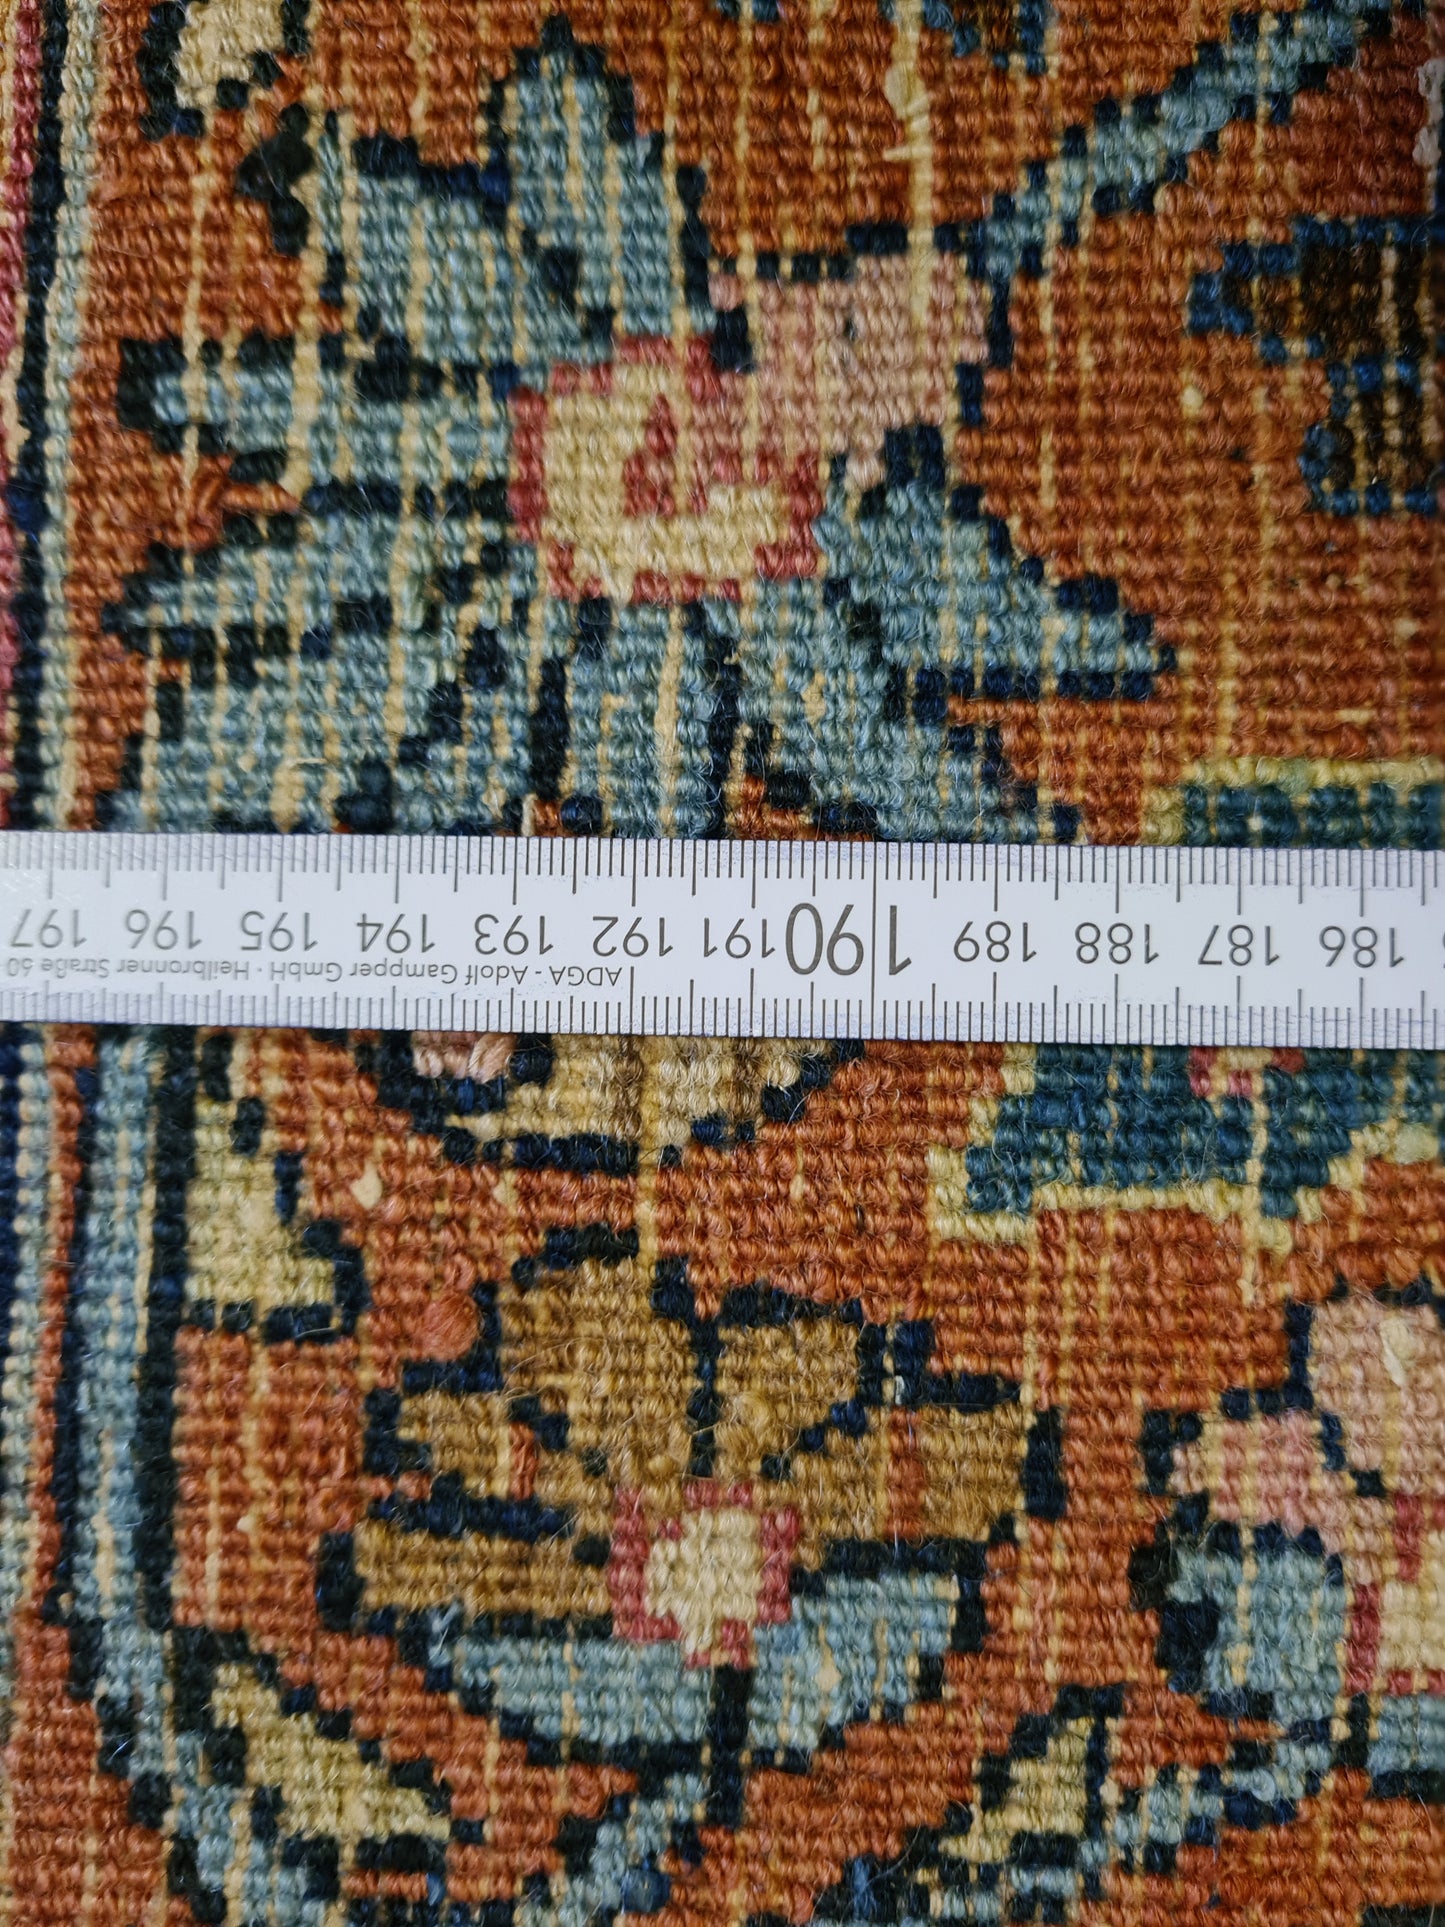 186 187 188 189 190 1 191 192 193 194 195 196 197
ADGA - Adolf Gampper GmbH · Heilbronner Straße 60